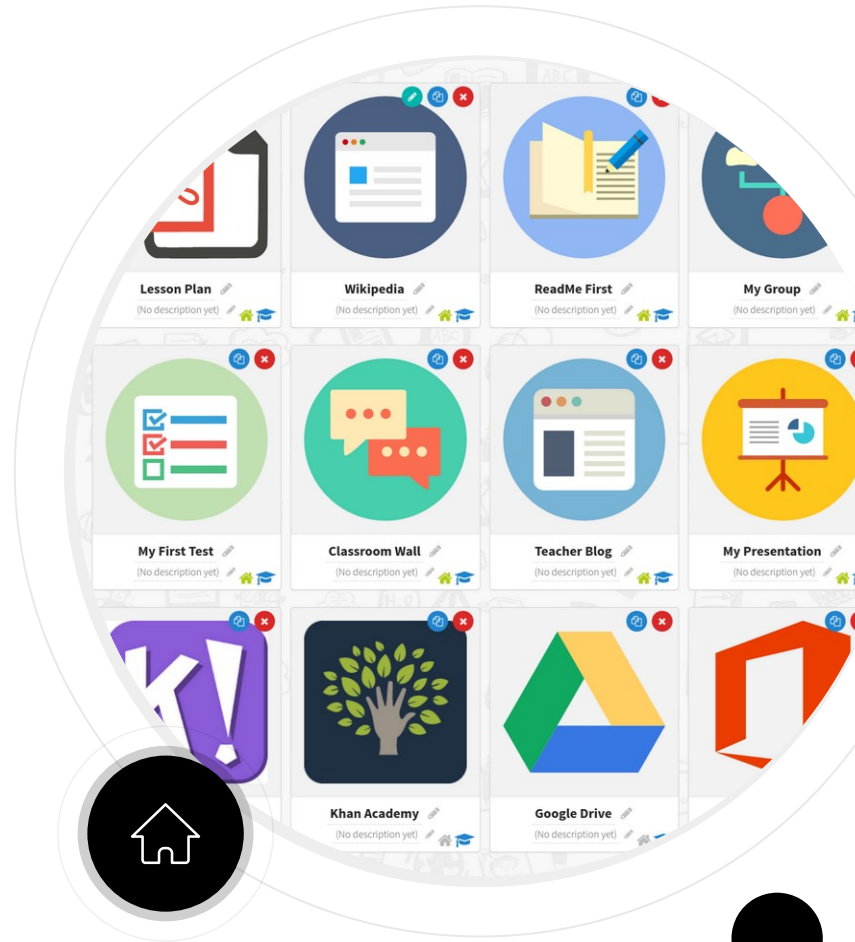 Lesson Plan
Wikipedia
ReadMe First
My Group
(No description yet)
(No description yet)
(No description yet)
(No description yet)
My First Test
Classroom Wall
Teacher Blog
My Presentation
(No description yet)
(No description yet)
(No description yet)
(No description yet)
K!
Khan Academy
Google Drive
(No description yet)
(No description yet)